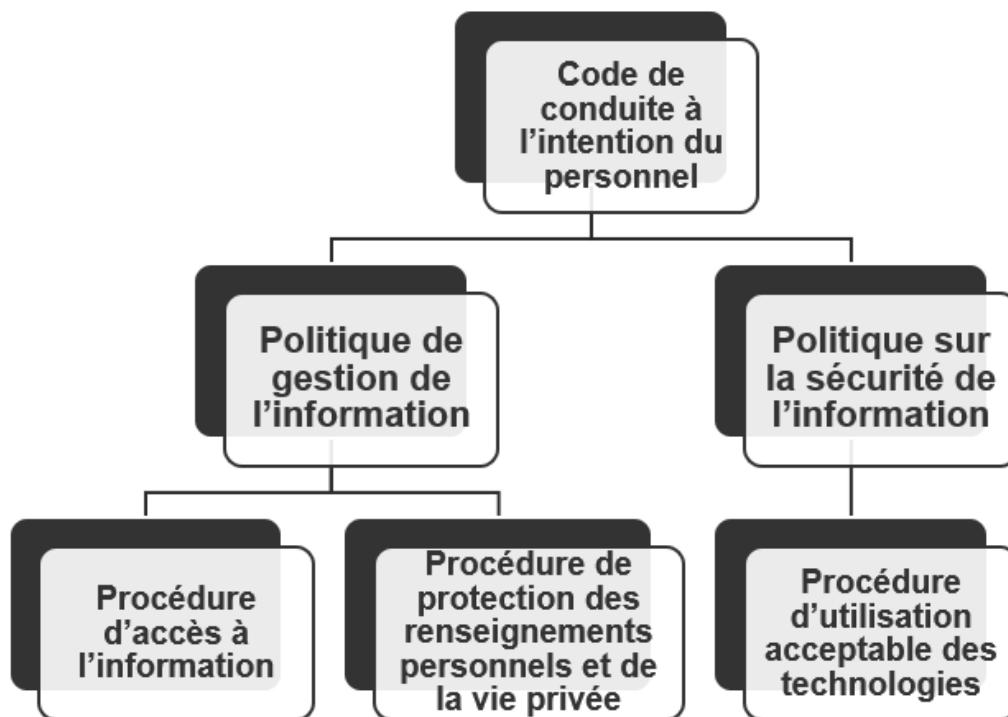 Code de
conduite à
l’intention du
personnel
Politique de
gestion de
l’information
Politique sur
la sécurité de
l’information
Procédure
d’accès à
l’information
Procédure de
protection des
renseignements
personnels et de
la vie privée
Procédure
d’utilisation
acceptable des
technologies